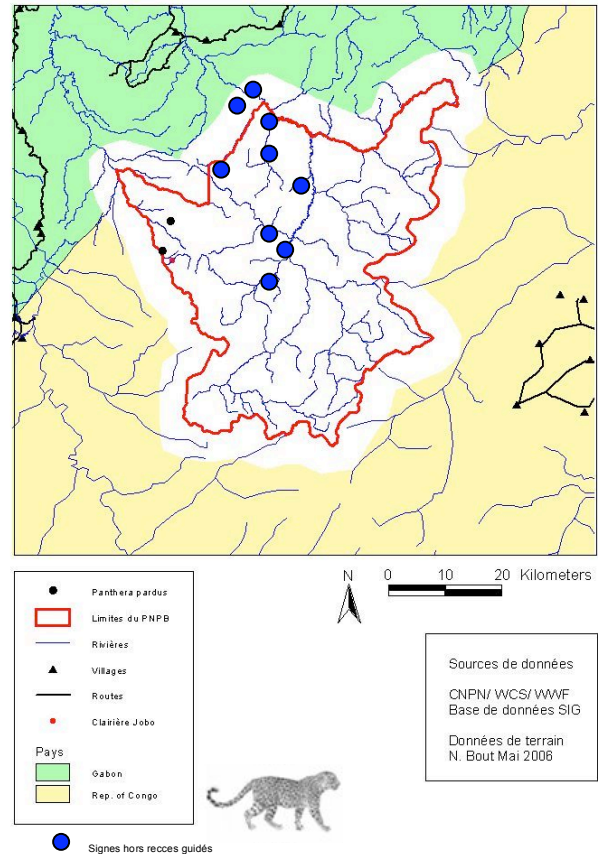 N
0 10 20 Kilometers
Panthera pardus
Limites du PNPB
Rivières
Villages
Routes
Clairière Jobo
Pays
Gabon
Rep. of Congo
Signes hors recces guidés
Sources de données
CNPN/ WCS/ WWF
Base de données SIG
Données de terrain
N. Bout Mai 2006